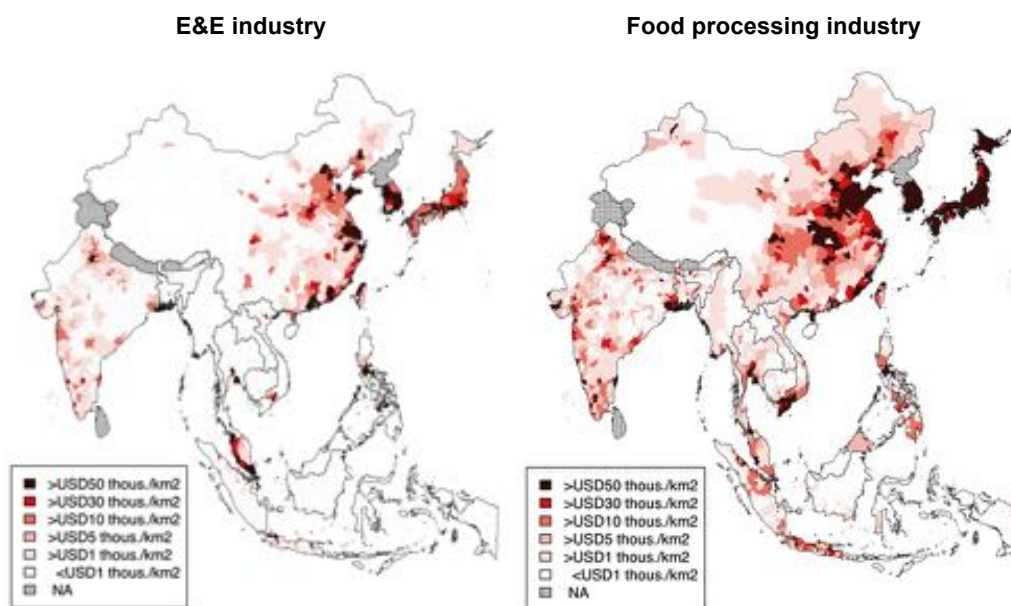 E&E industry
Food processing industry
>USD50 thous./km2
>USD30 thous./km2
>USD10 thous./km2
>USD5 thous./km2
>USD1 thous./km2
<USD1 thous./km2
NA
>USD50 thous./km2
>USD30 thous./km2
>USD10 thous./km2
>USD5 thous./km2
>USD1 thous./km2
<USD1 thous./km2
NA